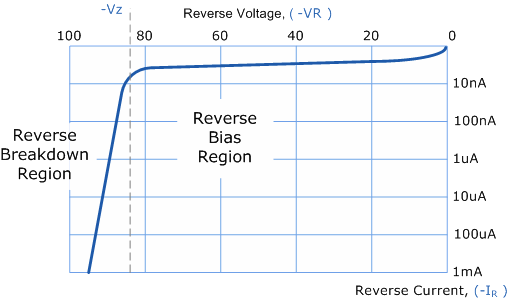 -Vz
Reverse Voltage, ( -VR )
100 80 60 40 20 0
10nA
Reverse
Bias
Region
100nA
Reverse
Breakdown
Region
1uA
10uA
100uA
1mA
Reverse Current, (-IR )